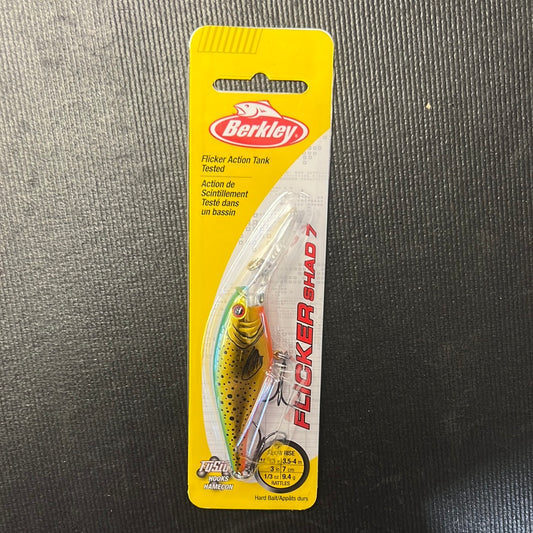 Berkley
Flicker Action Tank
Tested
Action de
Scintillement
Testé dans
un bassin
FLICKER SHAD 7
RISE
3.5-4 m
3 in 7 cm
1/3 oz 9.4 g
RATTLES
FUSION
HOOKS
HAMEÇON
Hard Bait/Appâts durs